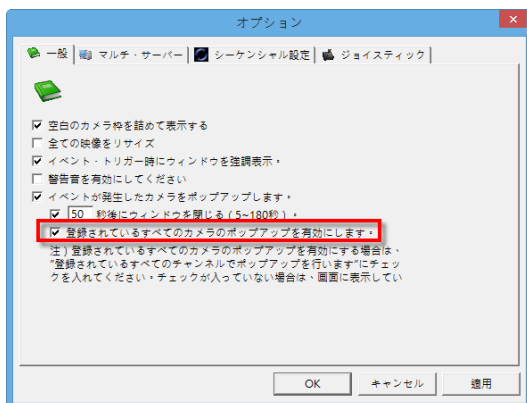 オプション
一般 マルチ・サーバー シーケンシャル設定 ジョイスティック
空白のカメラ枠を詰めて表示する
全ての映像をリサイズ
イベント・トリガー時にウィンドウを強調表示。
警告音を有効にしてください
イベントが発生したカメラをポップアップします。
50 秒後にウィンドウを閉じる(5~180秒)。
登録されているすべてのカメラのポップアップを有効にします。
注)登録されているすべてのカメラのポップアップを有効にする場合は、
"登録されているすべてのチャンネルでポップアップを行います"にチェッ
クを入れてください。チェックが入っていない場合は、画面に表示してい
OK キャンセル 適用